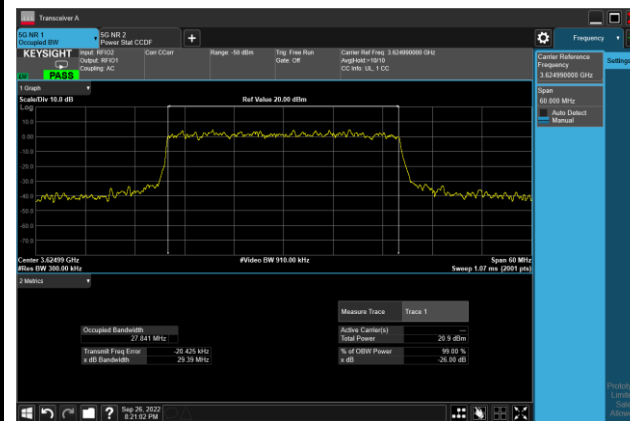 Transceiver A
5G NR 1
Occupied BW
5G NR 2
Power Stat CCDF
Frequency
KEYSIGHT
PASS
Input: RFIO2
Output: RFIO1
Coupling: AC
Corr CCorr
Range: -50 dBm
Trig: Free Run
Gate: Off
Carrier Ref Freq: 3.624990000 GHz
Avg|Hold:>10/10
CC Info: UL, 1 CC
Carrier Reference
Frequency
3.624990000 GHz
Settings
Span
60.000 MHz
Auto Detect
Manual
1 Graph
Scale/Div 10.0 dB
Ref Value 20.00 dBm
Log
10.0
0.00
-10.0
-20.0
-30.0
-40.0
-50.0
-60.0
-70.0
Center 3.62499 GHz
#Res BW 300.00 kHz
#Video BW 910.00 kHz
Span 60 MHz
Sweep 1.07 ms (2001 pts)
2 Metrics
Measure Trace
Trace 1
Occupied Bandwidth
27.841 MHz
Transmit Freq Error
-20.425 kHz
x dB Bandwidth
29.39 MHz
Active Carrier(s)
---
Total Power
20.9 dBm
% of OBW Power
99.00 %
x dB
-26.00 dB
Sep 26, 2022
8:21:02 PM